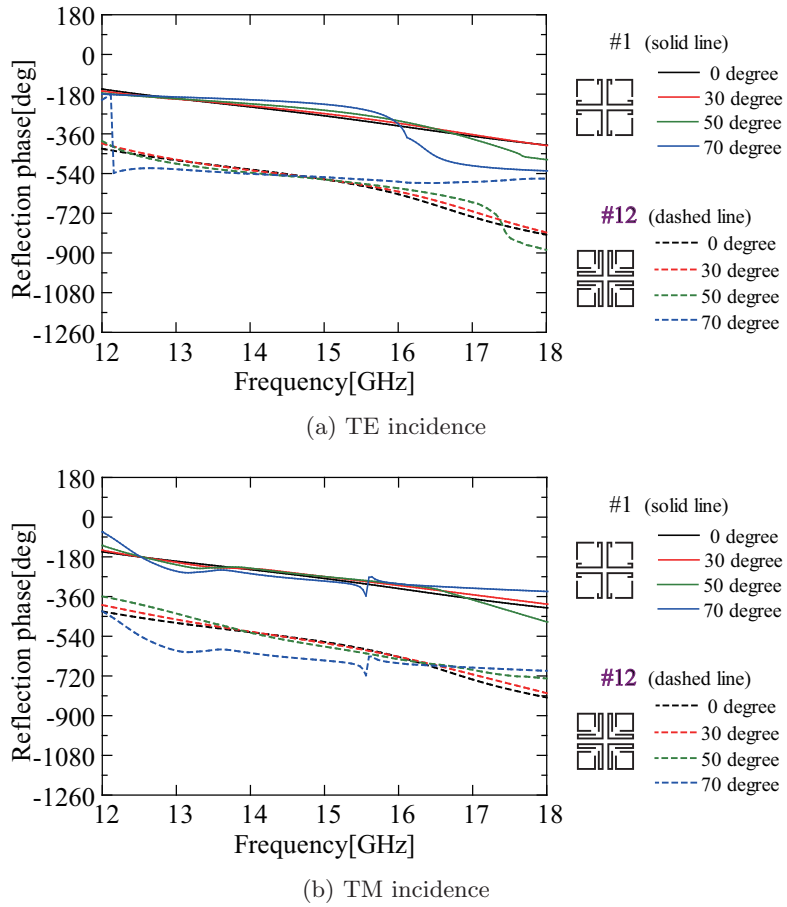 180
0
-180
-360
-540
-720
-900
-1080
-1260
Reflection phase[deg]
12 13 14 15 16 17 18
Frequency[GHz]
#1 (solid line)
0 degree
30 degree
50 degree
70 degree
#12 (dashed line)
0 degree
30 degree
50 degree
70 degree
(a) TE incidence
180
0
-180
-360
-540
-720
-900
-1080
-1260
Reflection phase[deg]
12 13 14 15 16 17 18
Frequency[GHz]
#1 (solid line)
0 degree
30 degree
50 degree
70 degree
#12 (dashed line)
0 degree
30 degree
50 degree
70 degree
(b) TM incidence